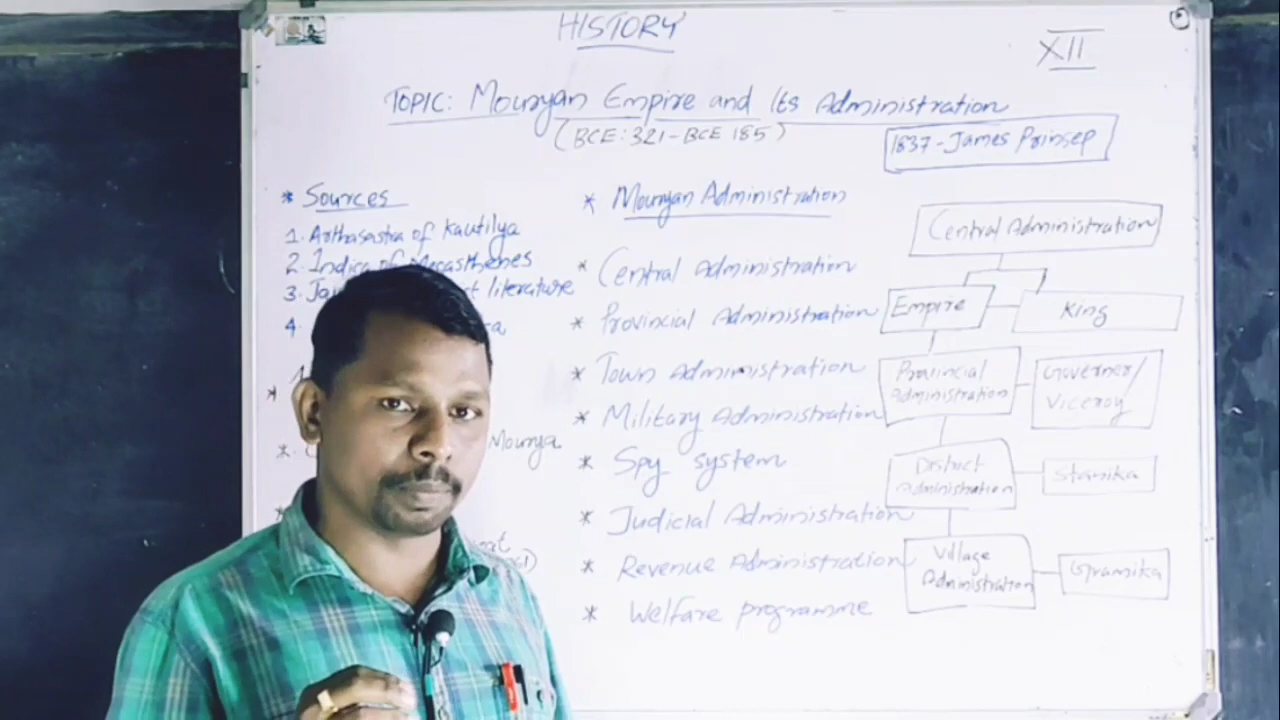 HISTORY
XII
TOPIC: Mouryan Empire and Its Administration
(BCE: 321-BCE 185)
1837-James Prinsep
* Sources
1. Arthasastra of Kautilya
2. Indica of Megasthenes
3. literature
4.
* Mouryan Administration
* Central Administration
* Provincial Administration
* Town Administration
* Military Administration
* Spy system
* Judicial Administration
* Revenue Administration
* Welfare programme
Mourya
Central Administration
Empire
King
Provincial
Administration
Governer/
Viceroy
District
Administration
Stanika
Village
Administration
Gramika